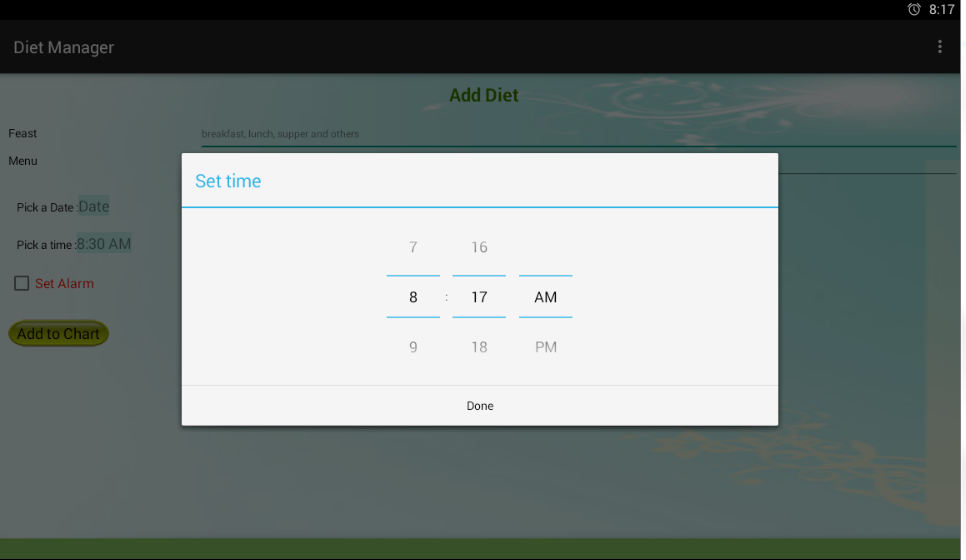 8:17
Diet Manager
Add Diet
Feast
breakfast, lunch, supper and others
Menu
Set time
Pick a Date :Date
Pick a time :8:30 AM
Set Alarm
Add to Chart
7 16
8 : 17 AM
9 18 PM
Done